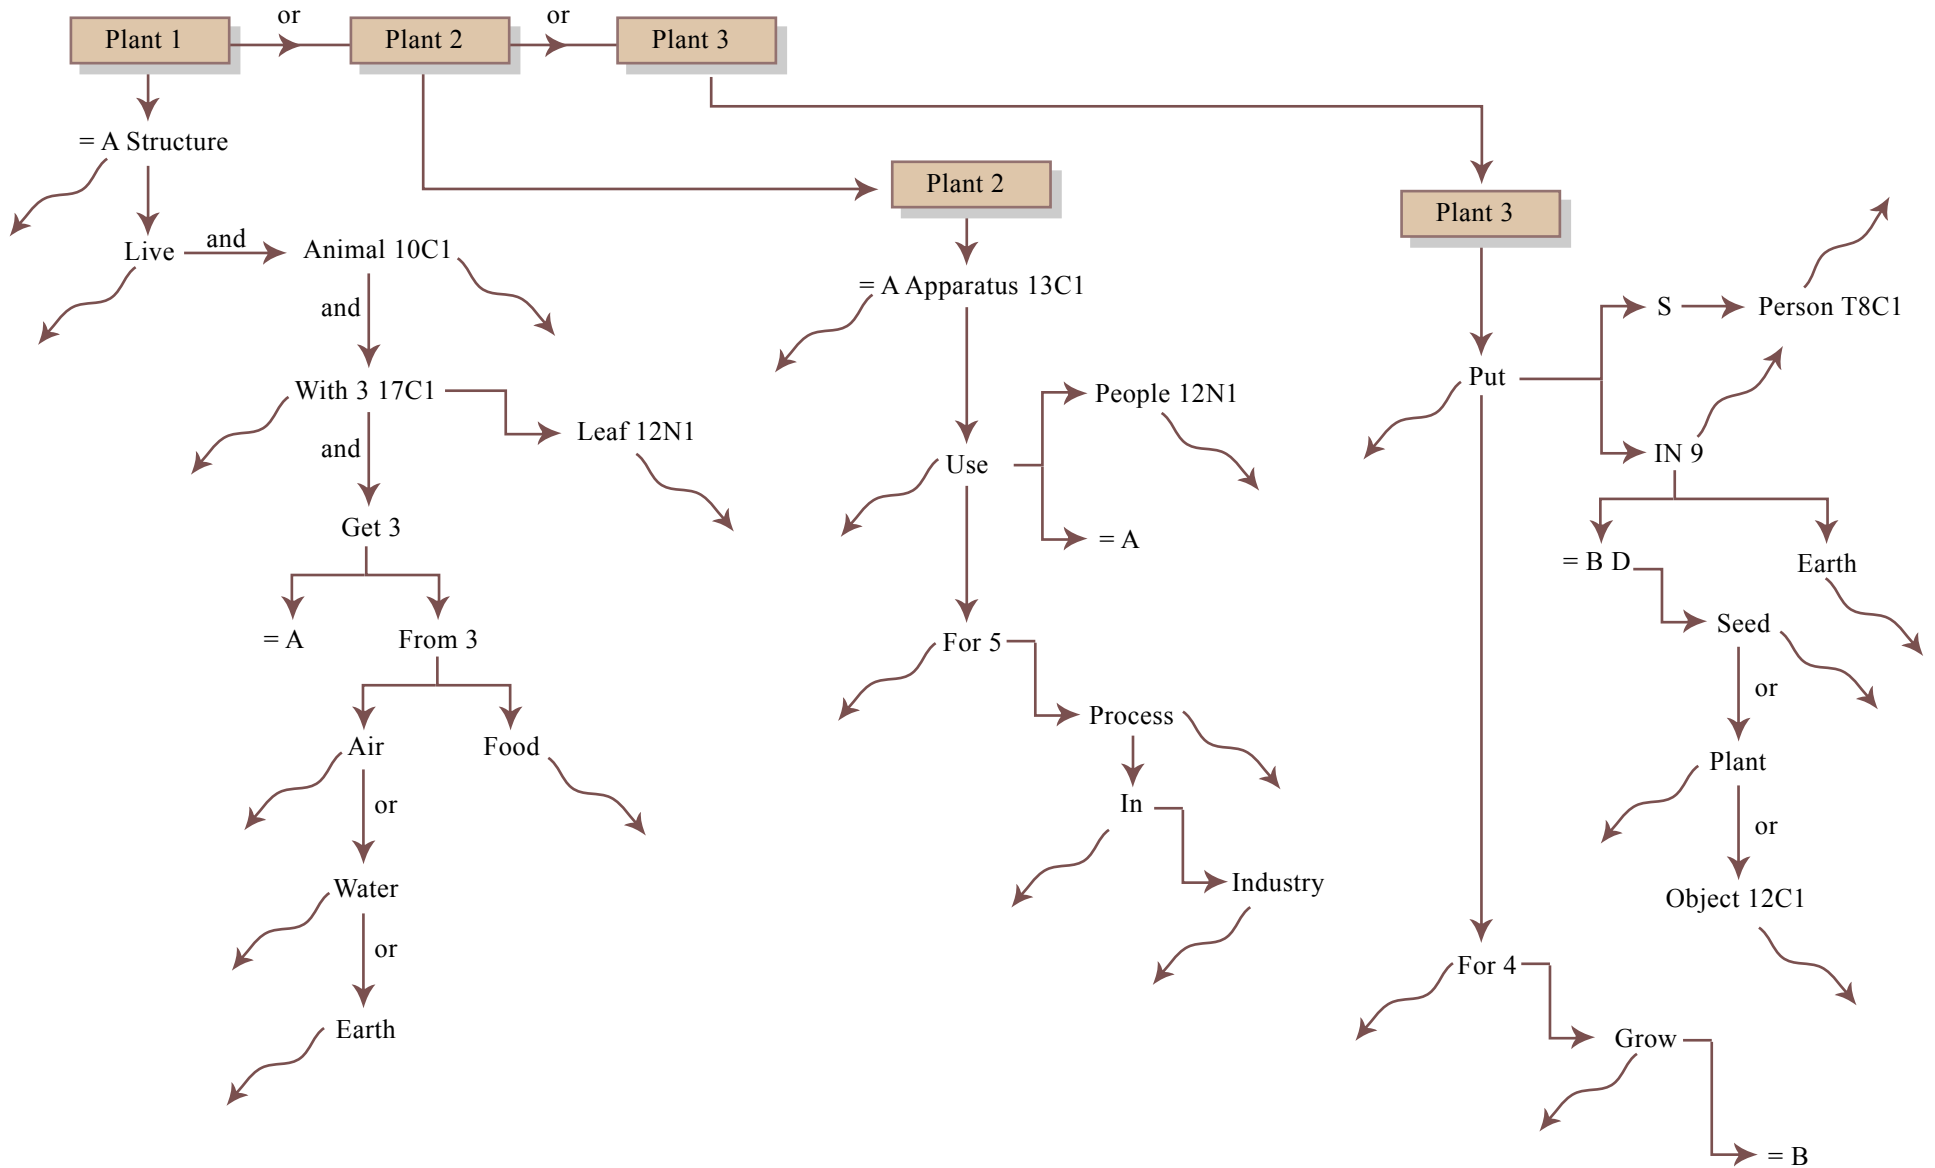 or
or
Plant 1
Plant 2
Plant 3
= A Structure
Live
and
Animal 10C1
and
With 3 17C1
Leaf 12N1
and
Get 3
= A
From 3
Air
Food
or
Water
or
Earth
Plant 2
= A Apparatus 13C1
People 12N1
Use
= A
For 5
Process
In
Industry
Plant 3
Put
S
Person T8C1
IN 9
= B D
Earth
Seed
or
Plant
or
Object 12C1
For 4
Grow
= B